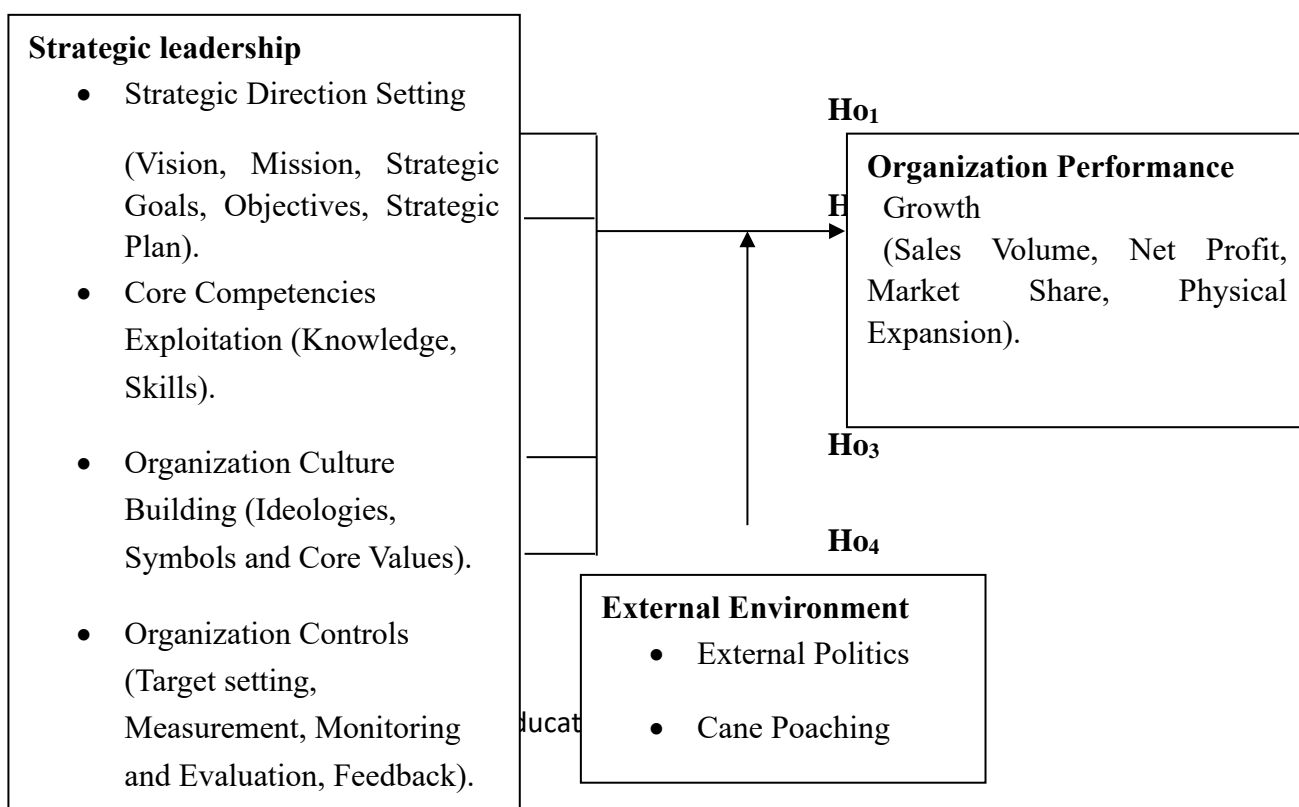 Strategic leadership
• Strategic Direction Setting
(Vision, Mission, Strategic
Goals, Objectives, Strategic
Plan).
• Core Competencies
Exploitation (Knowledge,
Skills).
• Organization Culture
Building (Ideologies,
Symbols and Core Values).
• Organization Controls
(Target setting,
Measurement, Monitoring
and Evaluation, Feedback).
Ho₁
Organization Performance
Growth
(Sales Volume, Net Profit,
Market Share, Physical
Expansion).
Ho₃
Ho₄
External Environment
• External Politics
• Cane Poaching